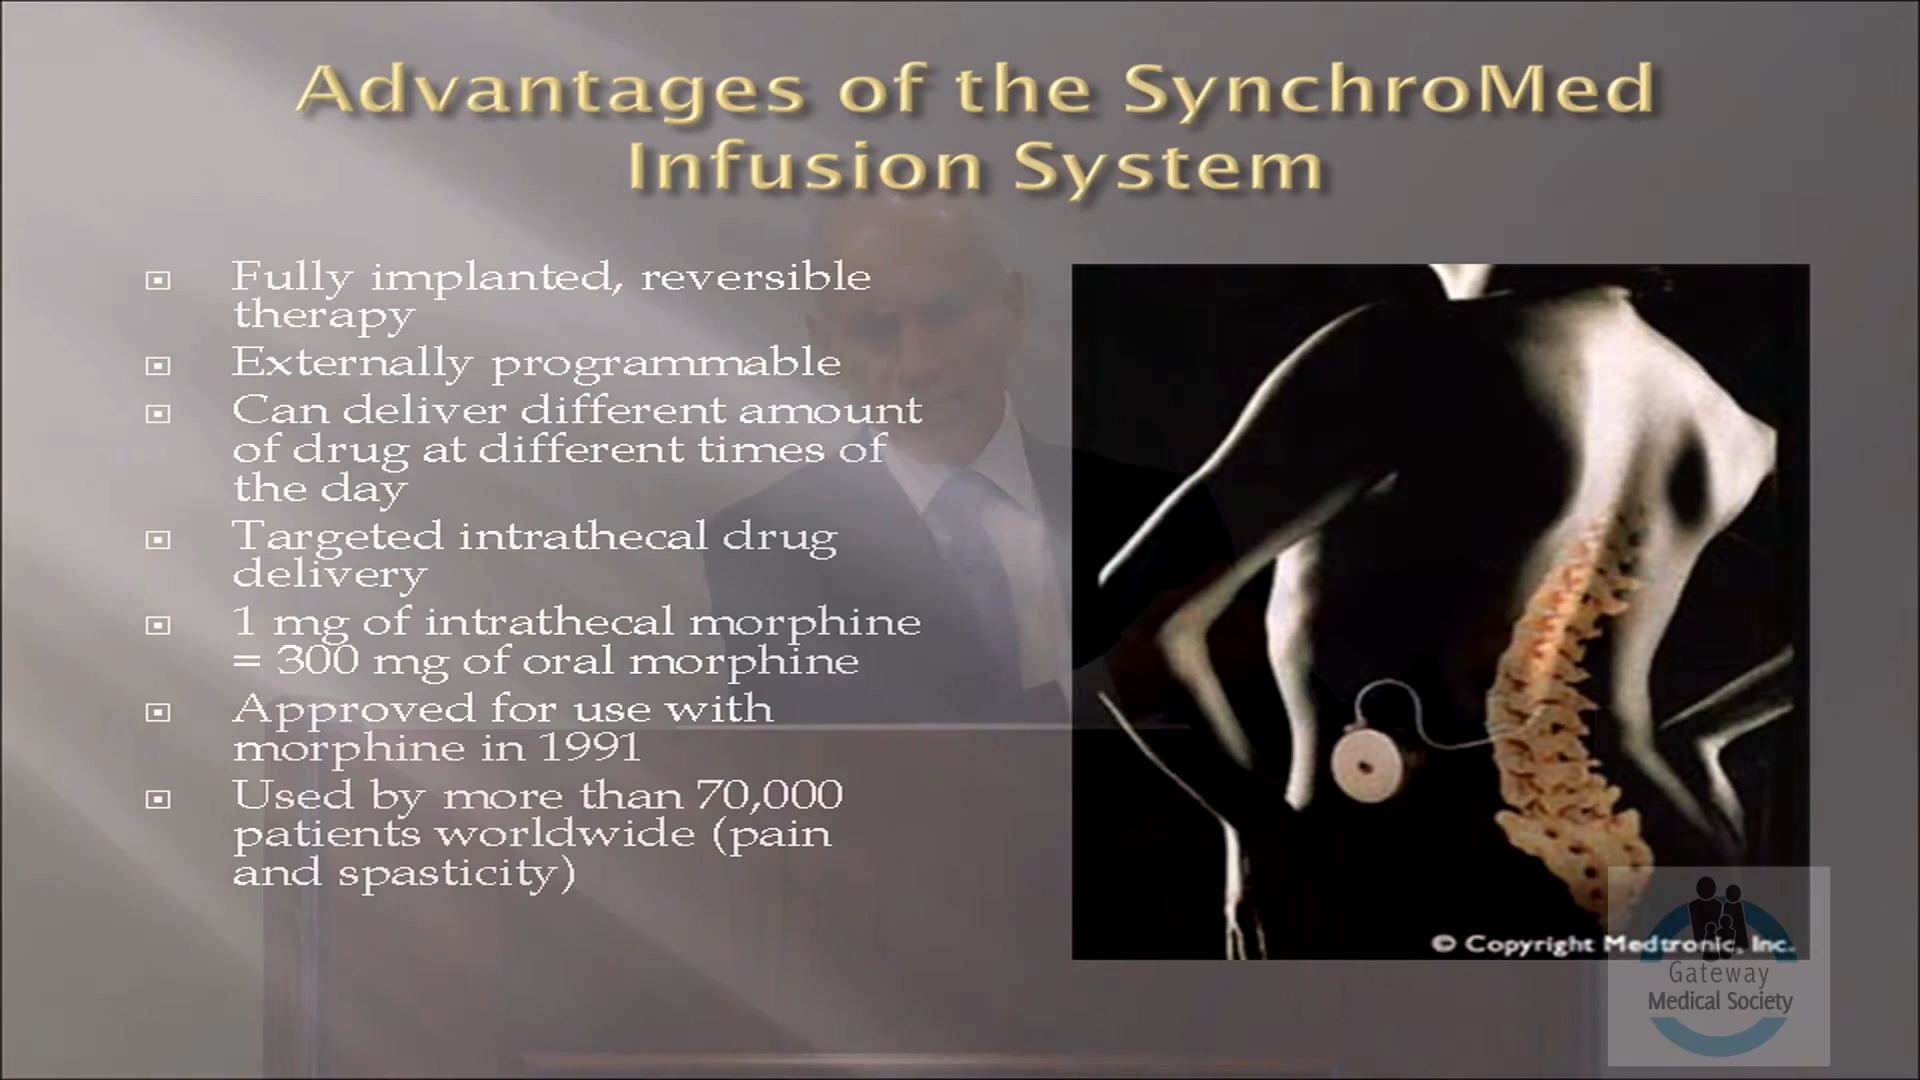 Advantages of the SynchroMed
Infusion System
Fully implanted, reversible
therapy
Externally programmable
Can deliver different amount
of drug at different times of
the day
Targeted intrathecal drug
delivery
1 mg of intrathecal morphine
= 300 mg of oral morphine
Approved for use with
morphine in 1991
Used by more than 70,000
patients worldwide (pain
and spasticity)
© Copyright Medtronic, Inc.
Gateway
Medical Society